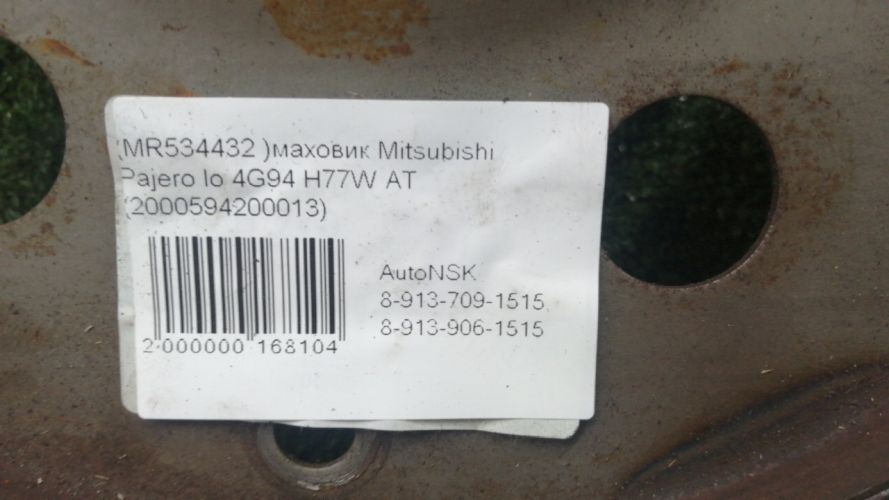 (MR534432 )маховик Mitsubishi
Pajero Io 4G94 H77W AT
(2000594200013)
AutoNSK
8-913-709-1515,
8-913-906-1515
2 000000 168104